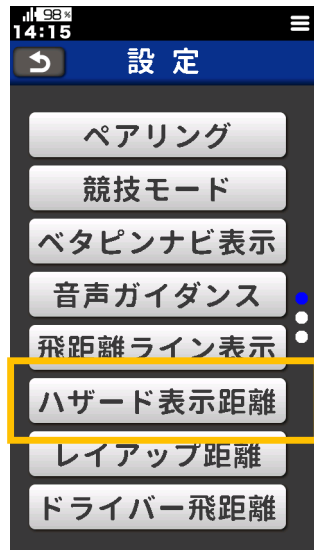 98%
14:15
設定
ペアリング
競技モード
ベタピンナビ表示
音声ガイダンス
飛距離ライン表示
ハザード表示距離
レイアップ距離
ドライバー飛距離